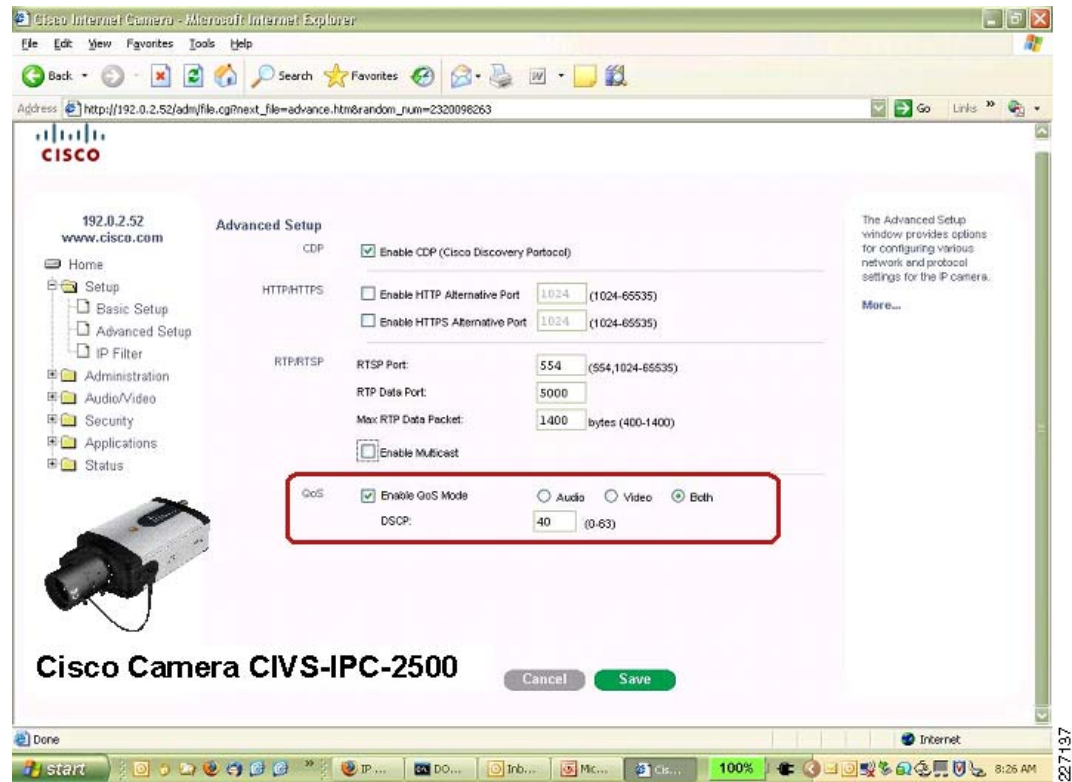 Cisco Internet Camera - Microsoft Internet Explorer
File Edit View Favorites Tools Help
Back Search Favorites
Address http://192.0.2.52/adm/file.cgi?next_file=advance.htm&random_num=2320098263 Go Links »
CISCO
192.0.2.52
www.cisco.com
Home
Setup
Basic Setup
Advanced Setup
IP Filter
Administration
Audio/Video
Security
Applications
Status
Advanced Setup
CDP Enable CDP (Cisco Discovery Portocol)
HTTP/HTTPS Enable HTTP Alternative Port 1024 (1024-65535)
Enable HTTPS Alternative Port 1024 (1024-65535)
RTP/RTSP RTSP Port: 554 (554,1024-65535)
RTP Data Port: 5000
Max RTP Data Packet: 1400 bytes (400-1400)
Enable Multicast
QoS Enable QoS Mode Audio Video Both
DSCP: 40 (0-63)
The Advanced Setup
window provides options
for configuring various
network and protocol
settings for the IP camera.
More...
Cisco Camera CIVS-IPC-2500
Cancel Save
Done Internet
start » IP ... DO... Inb... Mic... Cis... 100% 8:26 AM
227137